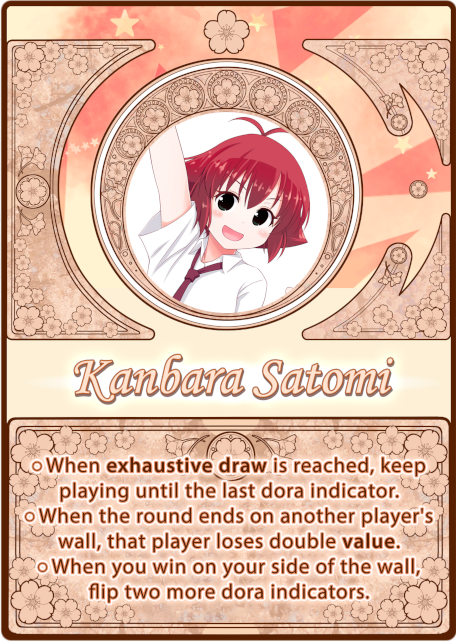 Kanbara Satomi
○When exhaustive draw is reached, keep
playing until the last dora indicator.
○When the round ends on another player's
wall, that player loses double value.
○When you win on your side of the wall,
flip two more dora indicators.